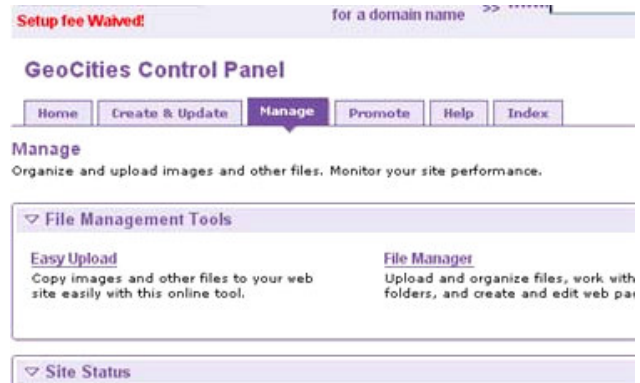 Setup fee Waived!
for a domain name >>
GeoCities Control Panel
Home Create & Update Manage Promote Help Index
Manage
Organize and upload images and other files. Monitor your site performance.
File Management Tools
Easy Upload File Manager
Copy images and other files to your web Upload and organize files, work with
site easily with this online tool. folders, and create and edit web
Site Status